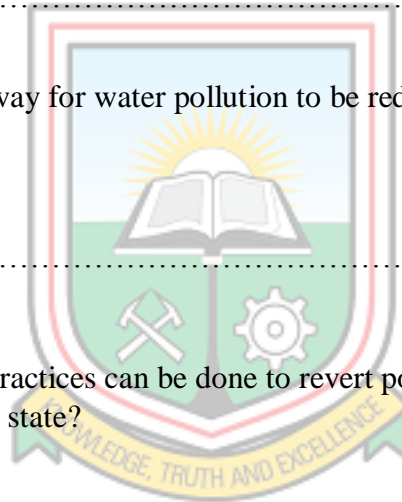 way for water pollution to be red
ractices can be done to revert po
state?
KNOWLEDGE, TRUTH AND EXCELLENCE